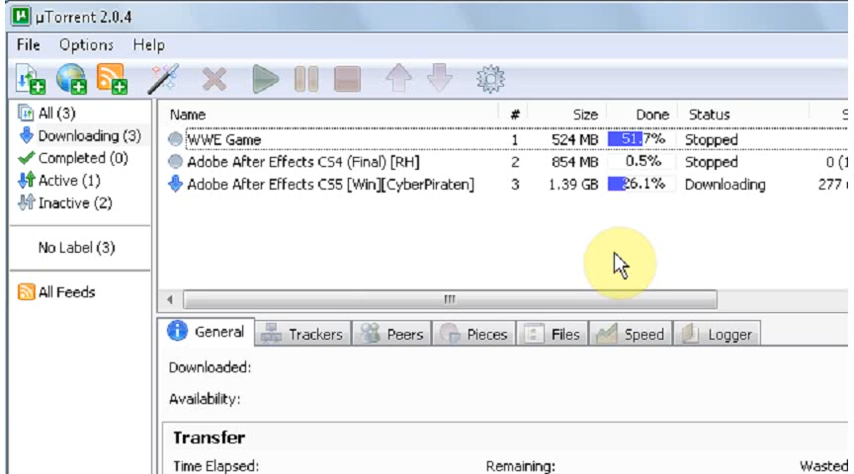 µTorrent 2.0.4
File Options Help
All (3)
Downloading (3)
Completed (0)
Active (1)
Inactive (2)
No Label (3)
All Feeds
Name # Size Done Status S
WWE Game 1 524 MB 51.7% Stopped
Adobe After Effects CS4 (Final) [RH] 2 854 MB 0.5% Stopped 0 (1
Adobe After Effects CS5 [Win][CyberPiraten] 3 1.39 GB 26.1% Downloading 277
General Trackers Peers Pieces Files Speed Logger
Downloaded:
Availability:
Transfer
Time Elapsed: Remaining: Wasted